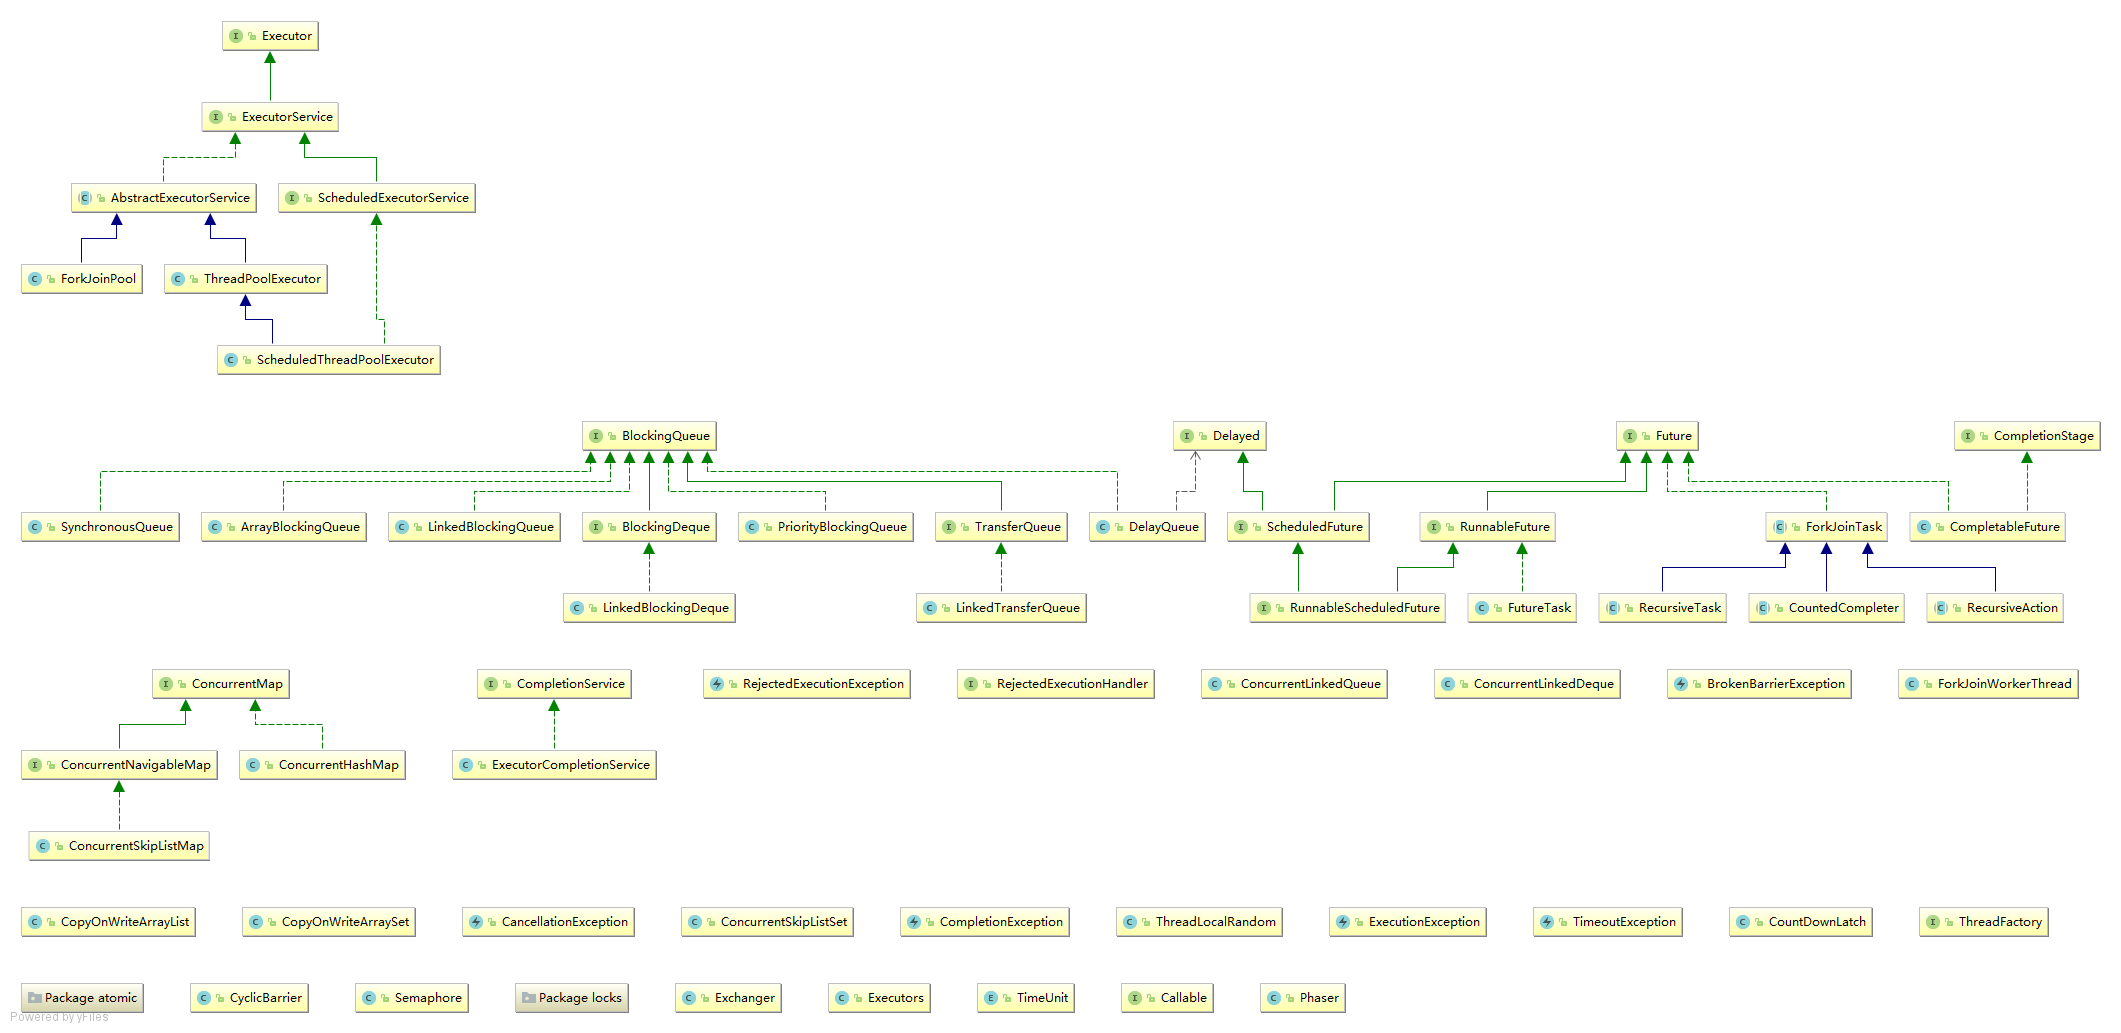 Executor
ExecutorService
AbstractExecutorService
ScheduledExecutorService
ForkJoinPool
ThreadPoolExecutor
ScheduledThreadPoolExecutor
BlockingQueue
Delayed
Future
CompletionStage
SynchronousQueue
ArrayBlockingQueue
LinkedBlockingQueue
BlockingDeque
PriorityBlockingQueue
TransferQueue
DelayQueue
ScheduledFuture
RunnableFuture
ForkJoinTask
CompletableFuture
LinkedBlockingDeque
LinkedTransferQueue
RunnableScheduledFuture
FutureTask
RecursiveTask
CountedCompleter
RecursiveAction
ConcurrentMap
CompletionService
RejectedExecutionException
RejectedExecutionHandler
ConcurrentLinkedQueue
ConcurrentLinkedDeque
BrokenBarrierException
ForkJoinWorkerThread
ConcurrentNavigableMap
ConcurrentHashMap
ExecutorCompletionService
ConcurrentSkipListMap
CopyOnWriteArrayList
CopyOnWriteArraySet
CancellationException
ConcurrentSkipListSet
CompletionException
ThreadLocalRandom
ExecutionException
TimeoutException
CountDownLatch
ThreadFactory
Package atomic
CyclicBarrier
Semaphore
Package locks
Exchanger
Executors
TimeUnit
Callable
Phaser
Powered by yFiles